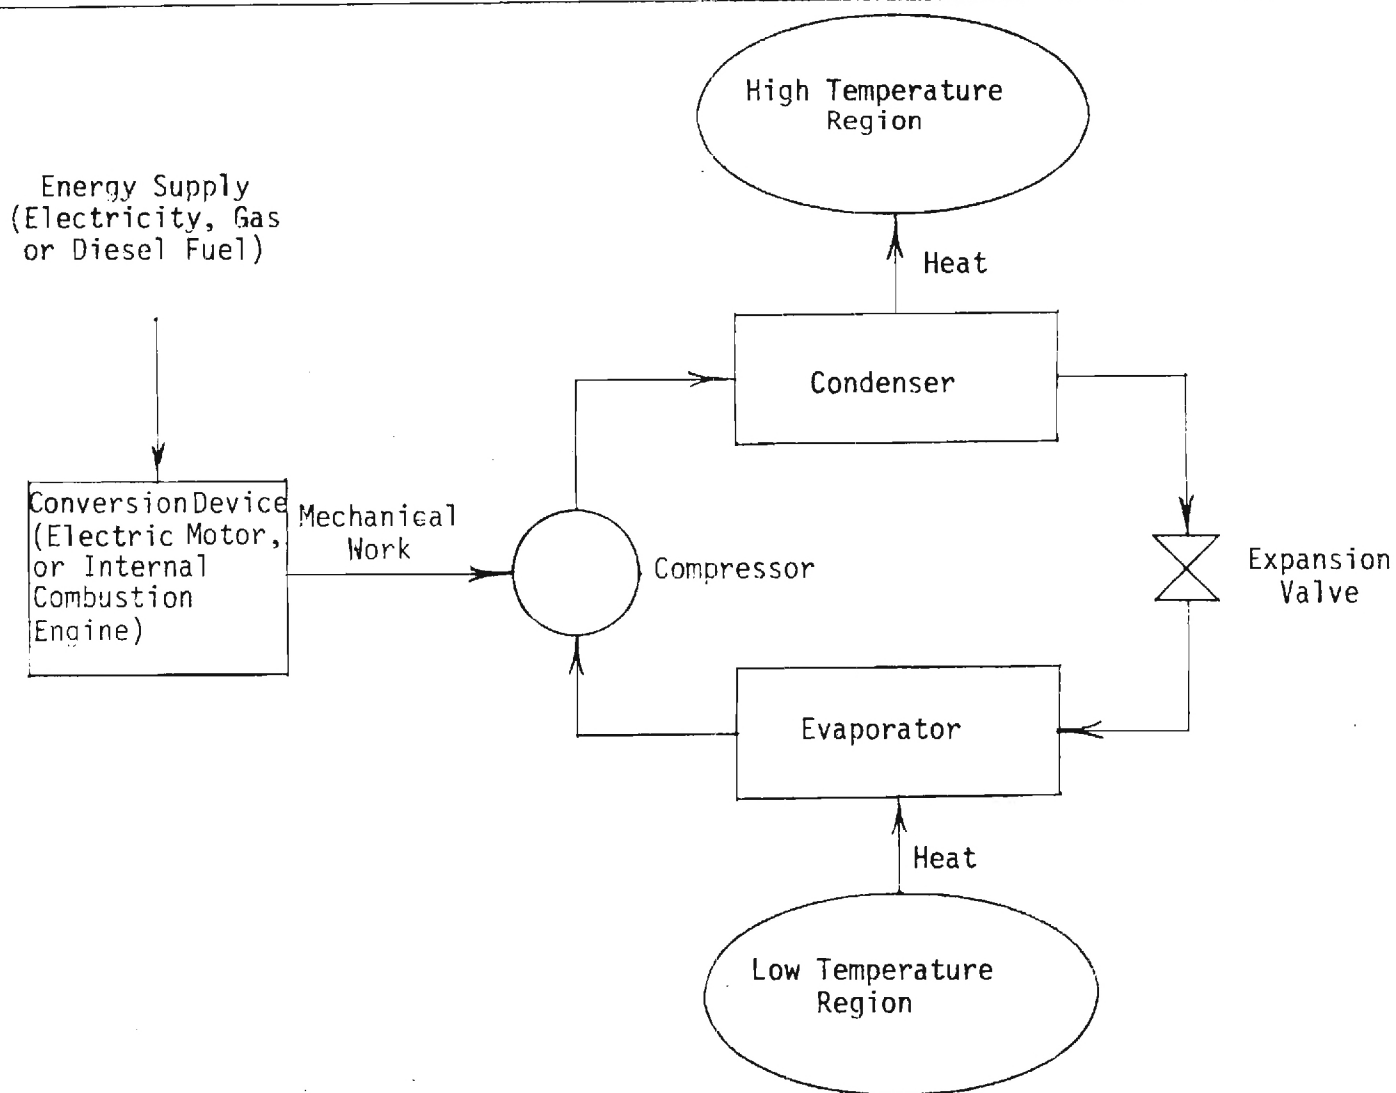 High Temperature
Region
Energy Supply
(Electricity, Gas
or Diesel Fuel)
Heat
Condenser
Conversion Device
(Electric Motor,
or Internal
Combustion
Engine)
Mechanical
Work
Compressor
Expansion
Valve
Evaporator
Heat
Low Temperature
Region